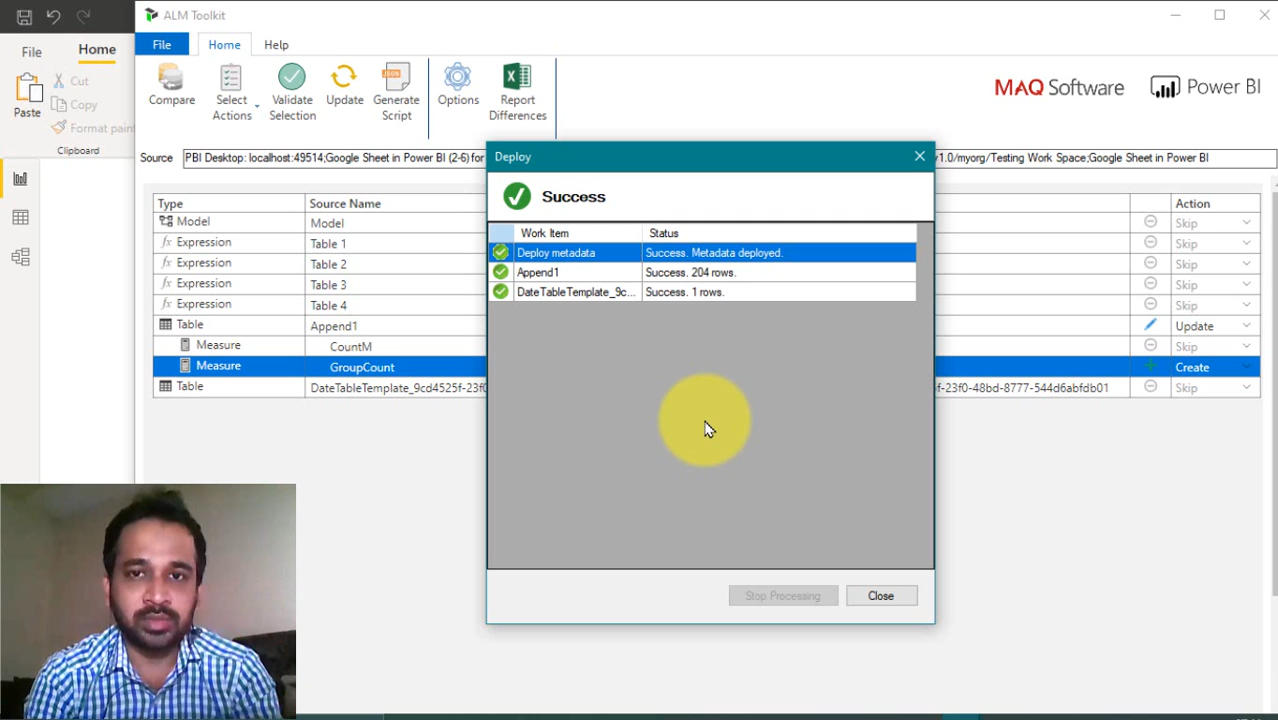 ALM Toolkit
File Home
File Home Help
Paste
Cut
Copy
Format pain
Clipboard
Compare
Select Actions
Validate Selection
Update
Generate Script
Options
Report Differences
MAQ Software
Power BI
Source PBI Desktop: localhost:49514;Google Sheet in Power BI (2-6) for
v1.0/myorg/Testing Work Space;Google Sheet in Power BI
Type Source Name Action
Model Model Skip
Expression Table 1 Skip
Expression Table 2 Skip
Expression Table 3 Skip
Expression Table 4 Skip
Table Append1 Update
Measure CountM Skip
Measure GroupCount Create
Table DateTableTemplate_9cd4525f-23f0 f-23f0-48bd-8777-544d6abfdb01 Skip
Deploy
Success
Work Item Status
Deploy metadata Success. Metadata deployed.
Append1 Success. 204 rows.
DateTableTemplate_9c... Success. 1 rows.
Stop Processing Close